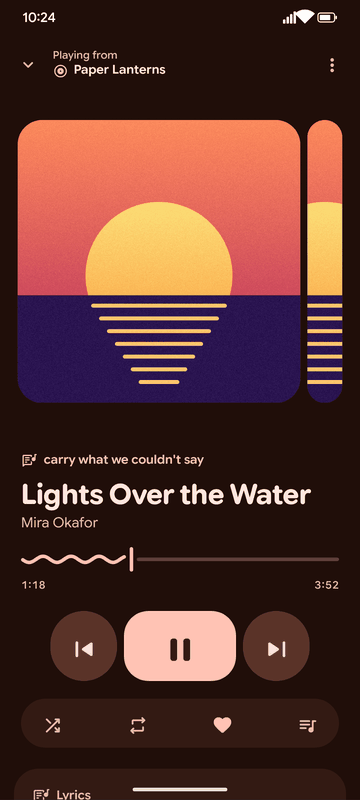 10:24
Playing from
Paper Lanterns
carry what we couldn't say
Lights Over the Water
Mira Okafor
1:18
3:52
Lyrics